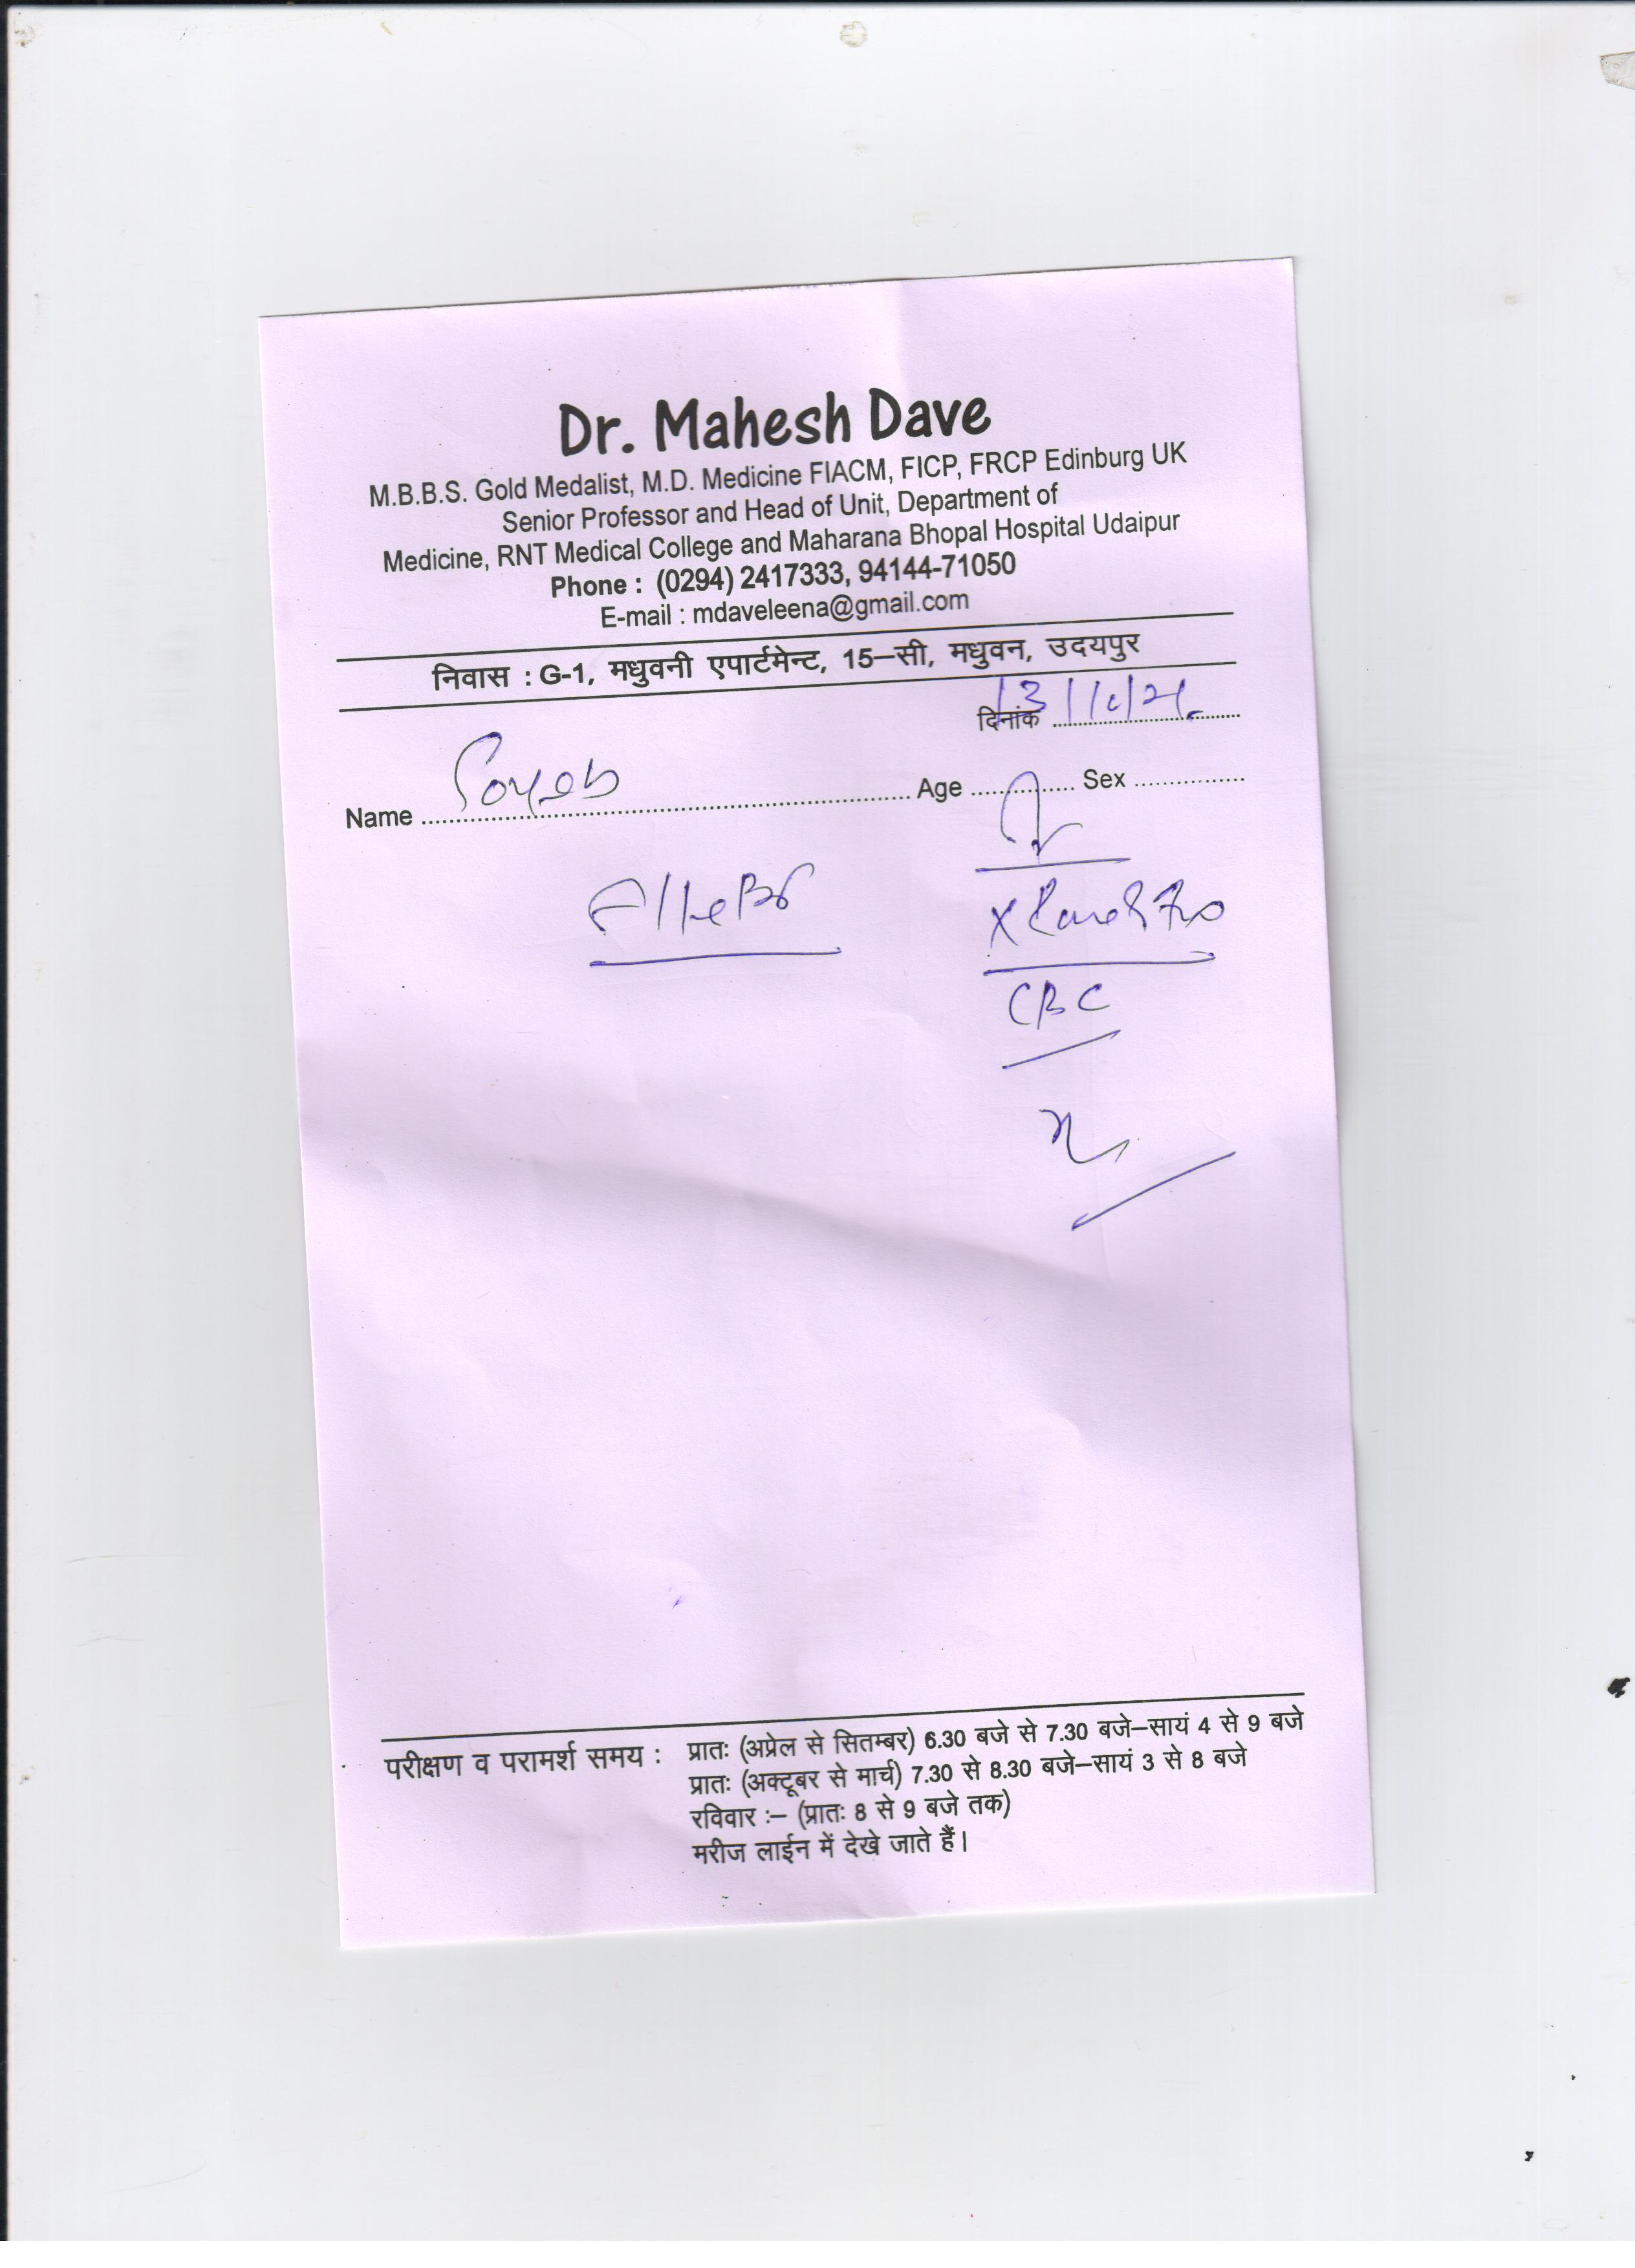 Dr. Mahesh Dave
M.B.B.S. Gold Medalist, M.D. Medicine FIACM, FICP, FRCP Edinburg UK
Senior Professor and Head of Unit, Department of
Medicine, RNT Medical College and Maharana Bhopal Hospital Udaipur
Phone : (0294) 2417333, 94144-71050
E-mail : mdaveleena@gmail.com
निवास : G-1, मधुवनी एपार्टमेन्ट, 15–सी, मधुवन, उदयपुर
दिनांक
Name Age Sex
CBC
परीक्षण व परामर्श समय : प्रातः (अप्रेल से सितम्बर) 6.30 बजे से 7.30 बजे–सायं 4 से 9 बजे
प्रातः (अक्टूबर से मार्च) 7.30 से 8.30 बजे–सायं 3 से 8 बजे
रविवार :– (प्रातः 8 से 9 बजे तक)
मरीज लाईन में देखे जाते हैं।